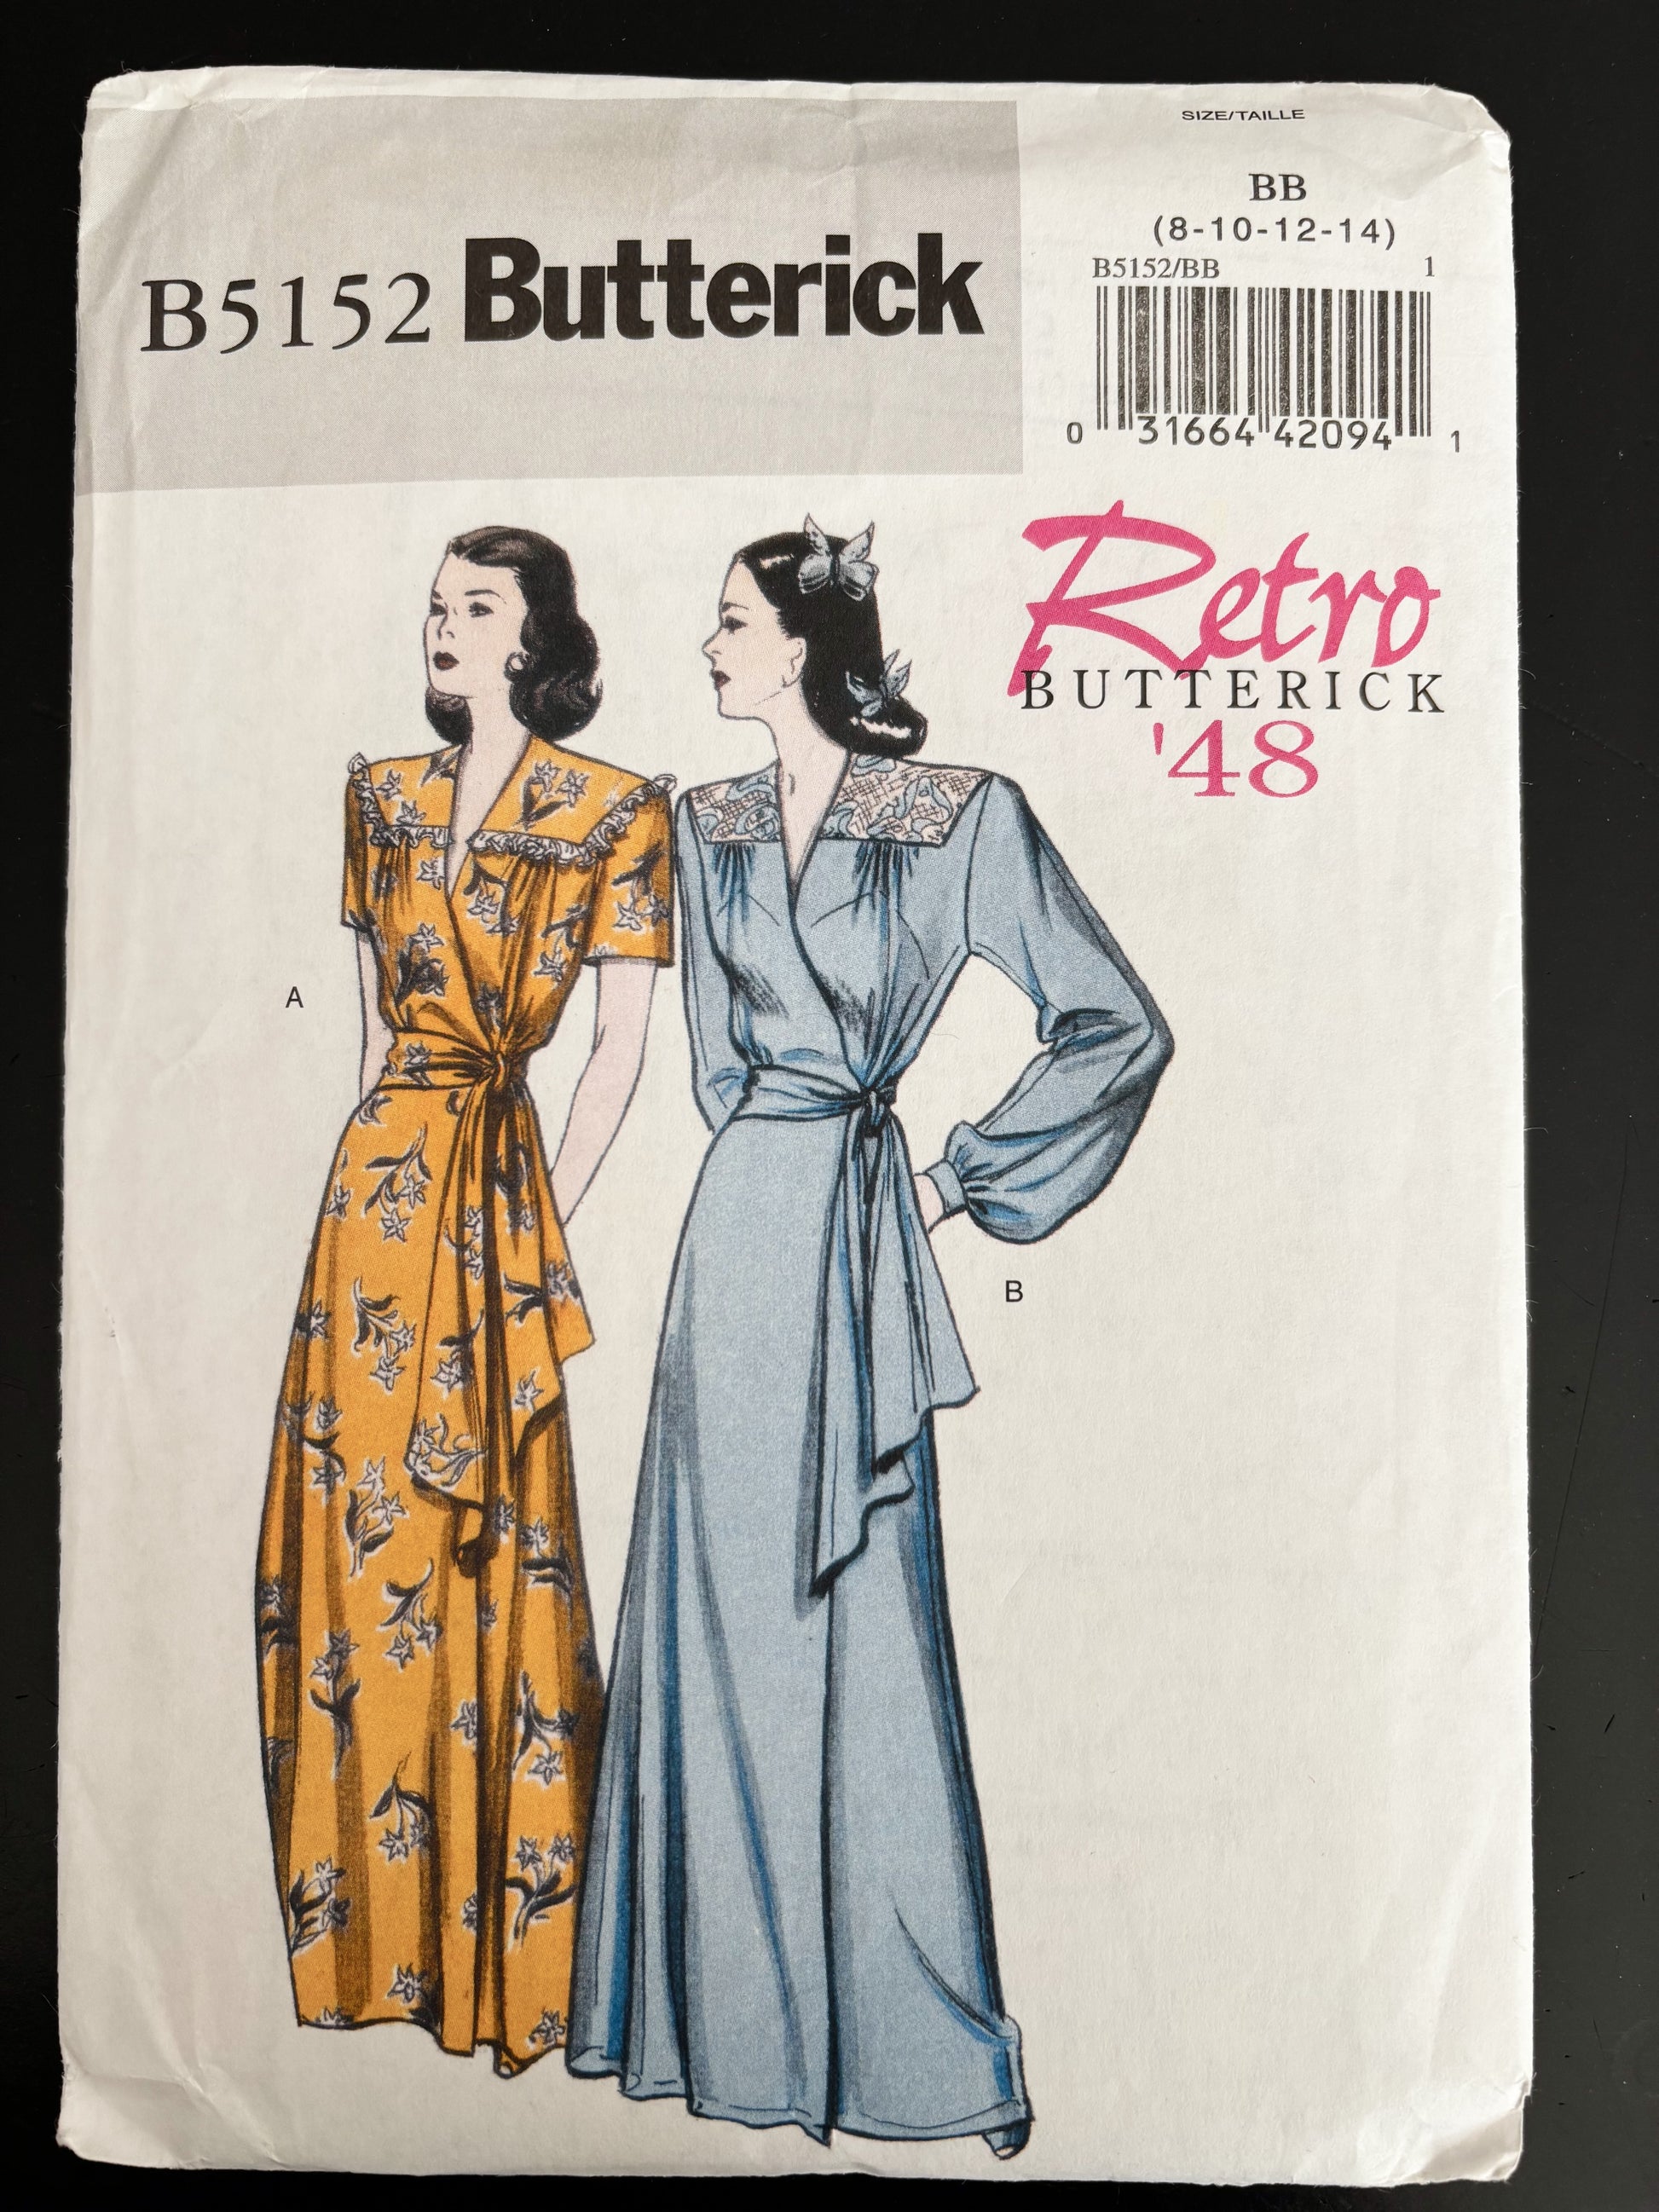 B5152 Butterick
SIZE/TAILLE
BB
(8-10-12-14)
B5152/BB 1
0 31664 42094 1
Retro
BUTTERICK
'48
A
B